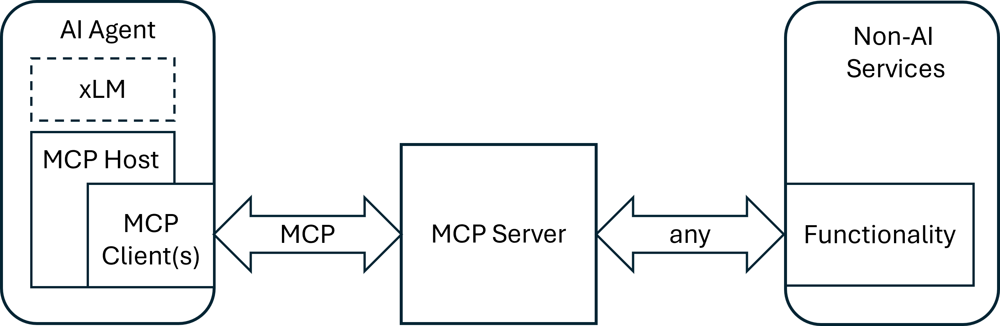 AI Agent
xLM
MCP Host
MCP
Client(s)
MCP
MCP Server
any
Non-AI
Services
Functionality